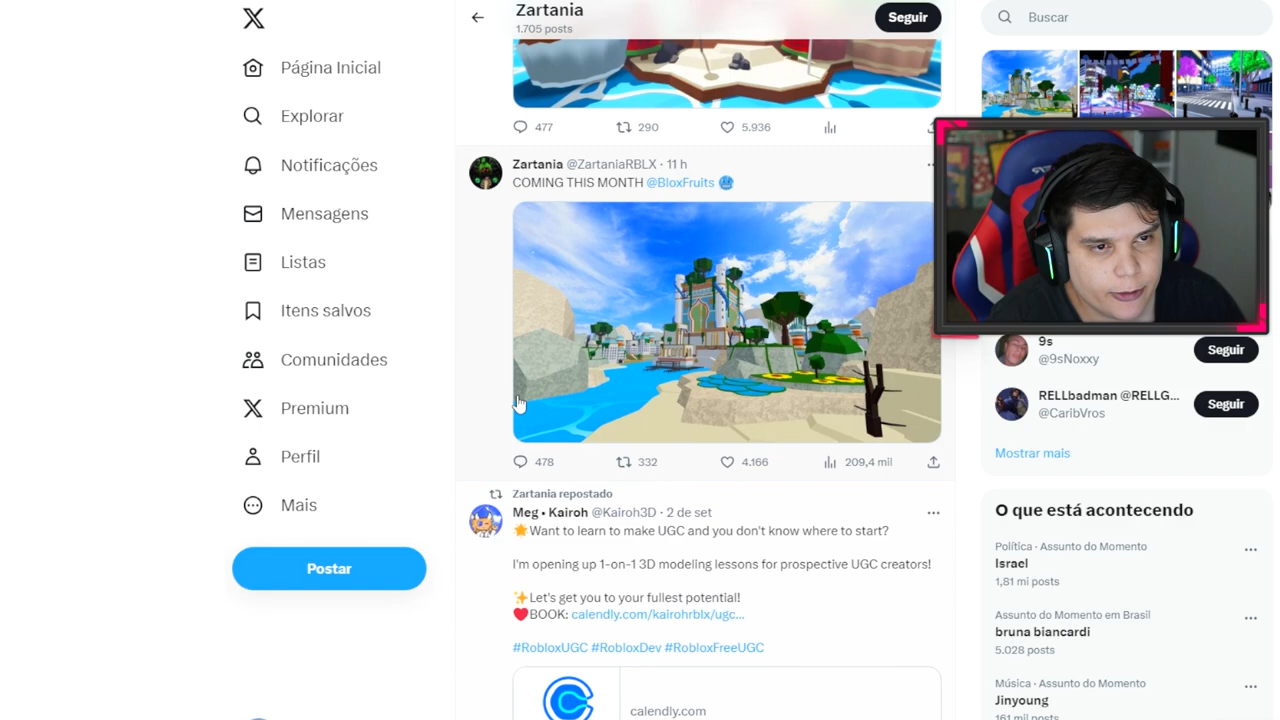 Página Inicial
Explorar
Notificações
Mensagens
Listas
Itens salvos
Comunidades
Premium
Perfil
Mais
Postar
Zartania
1.705 posts
Seguir
477
290
5.936
Zartania @ZartaniaRBLX · 11 h
COMING THIS MONTH @BloxFruits
478
332
4.166
209,4 mil
Zartania repostado
Meg • Kairoh @Kairoh3D · 2 de set
Want to learn to make UGC and you don't know where to start?
I'm opening up 1-on-1 3D modeling lessons for prospective UGC creators!
Let's get you to your fullest potential!
BOOK: calendly.com/kairohrblx/ugc...
#RobloxUGC #RobloxDev #RobloxFreeUGC
calendly.com
Buscar
9s
@9sNoxxy
Seguir
RELLbadman @RELLG...
@CaribVros
Seguir
Mostrar mais
O que está acontecendo
Política · Assunto do Momento
Israel
1,81 mi posts
Assunto do Momento em Brasil
bruna biancardi
5.028 posts
Música · Assunto do Momento
Jinyoung
161 mil posts